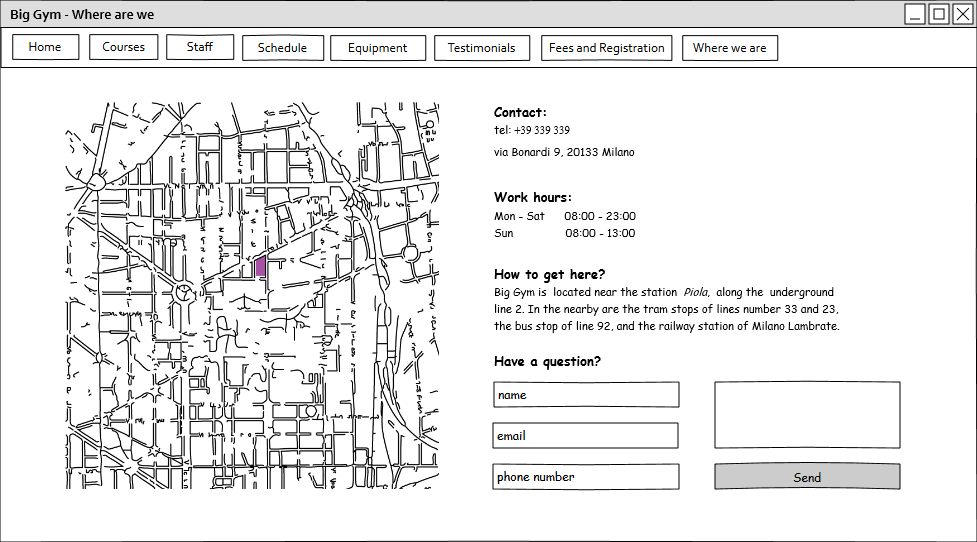 Big Gym - Where are we
Home
Courses
Staff
Schedule
Equipment
Testimonials
Fees and Registration
Where we are
Contact:
tel: +39 339 339
via Bonardi 9, 20133 Milano
Work hours:
Mon - Sat 08:00 - 23:00
Sun 08:00 - 13:00
How to get here?
Big Gym is located near the station Piola, along the underground
line 2. In the nearby are the tram stops of lines number 33 and 23,
the bus stop of line 92, and the railway station of Milano Lambrate.
Have a question?
name
email
phone number
Send